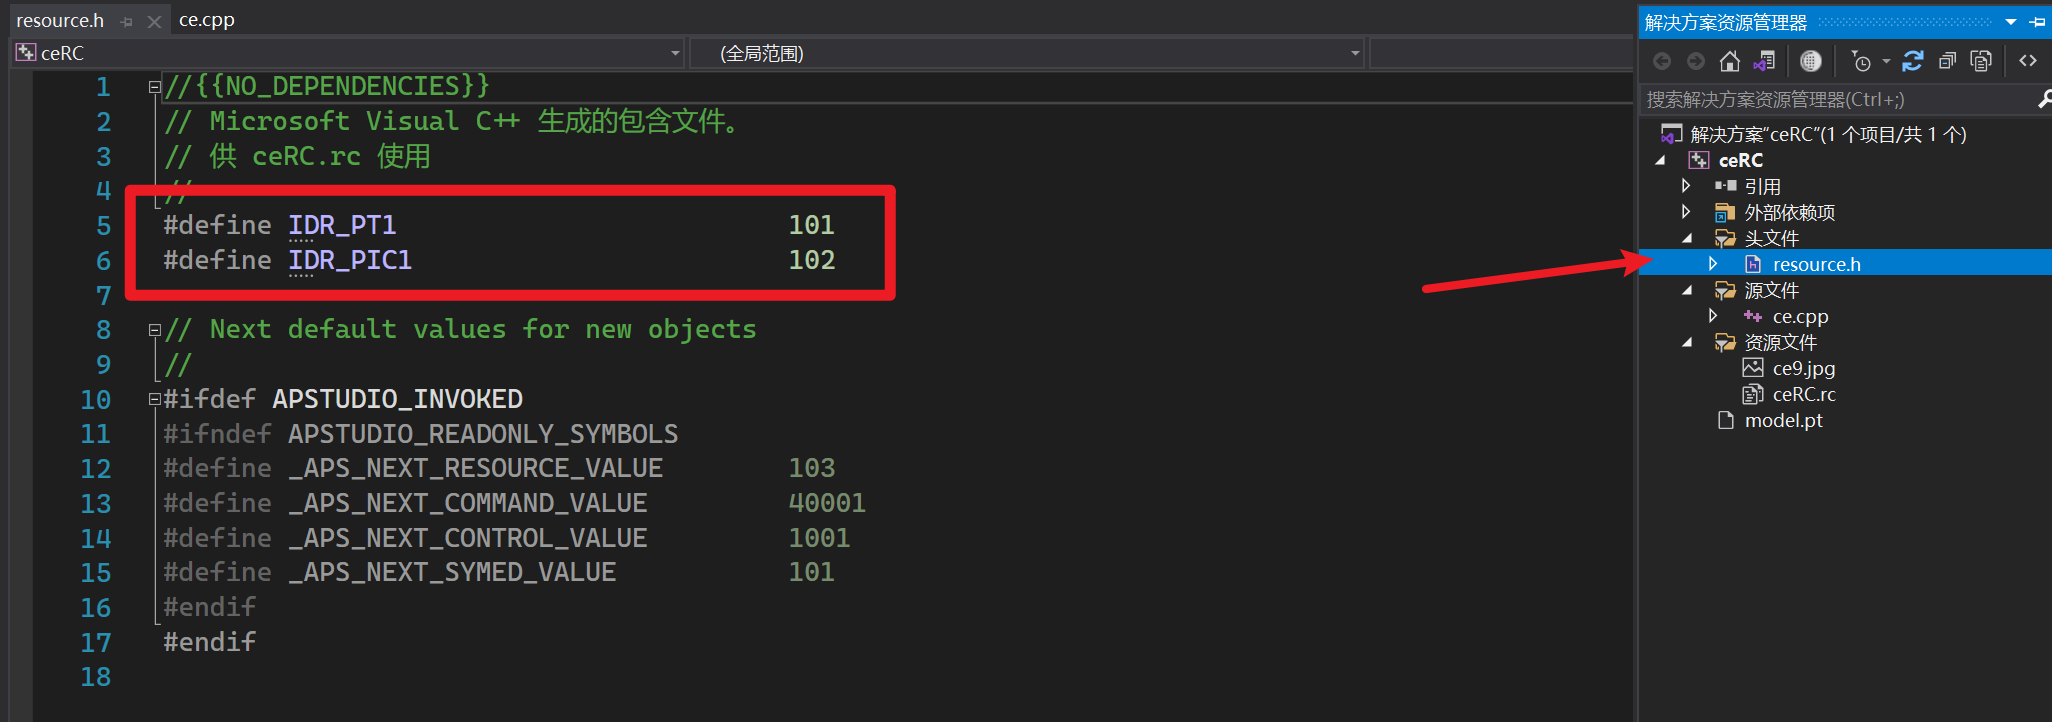 resource.h
ce.cpp
ceRC
(全局范围)
1 //{{NO_DEPENDENCIES}}
2 // Microsoft Visual C++ 生成的包含文件。
3 // 供 ceRC.rc 使用
4 //
5 #define IDR_PT1 101
6 #define IDR_PIC1 102
7
8 // Next default values for new objects
9 //
10 #ifdef APSTUDIO_INVOKED
11 #ifndef APSTUDIO_READONLY_SYMBOLS
12 #define _APS_NEXT_RESOURCE_VALUE 103
13 #define _APS_NEXT_COMMAND_VALUE 40001
14 #define _APS_NEXT_CONTROL_VALUE 1001
15 #define _APS_NEXT_SYMED_VALUE 101
16 #endif
17 #endif
18
解决方案资源管理器
搜索解决方案资源管理器(Ctrl+;)
解决方案"ceRC"(1 个项目/共 1 个)
ceRC
引用
外部依赖项
头文件
resource.h
源文件
ce.cpp
资源文件
ce9.jpg
ceRC.rc
model.pt